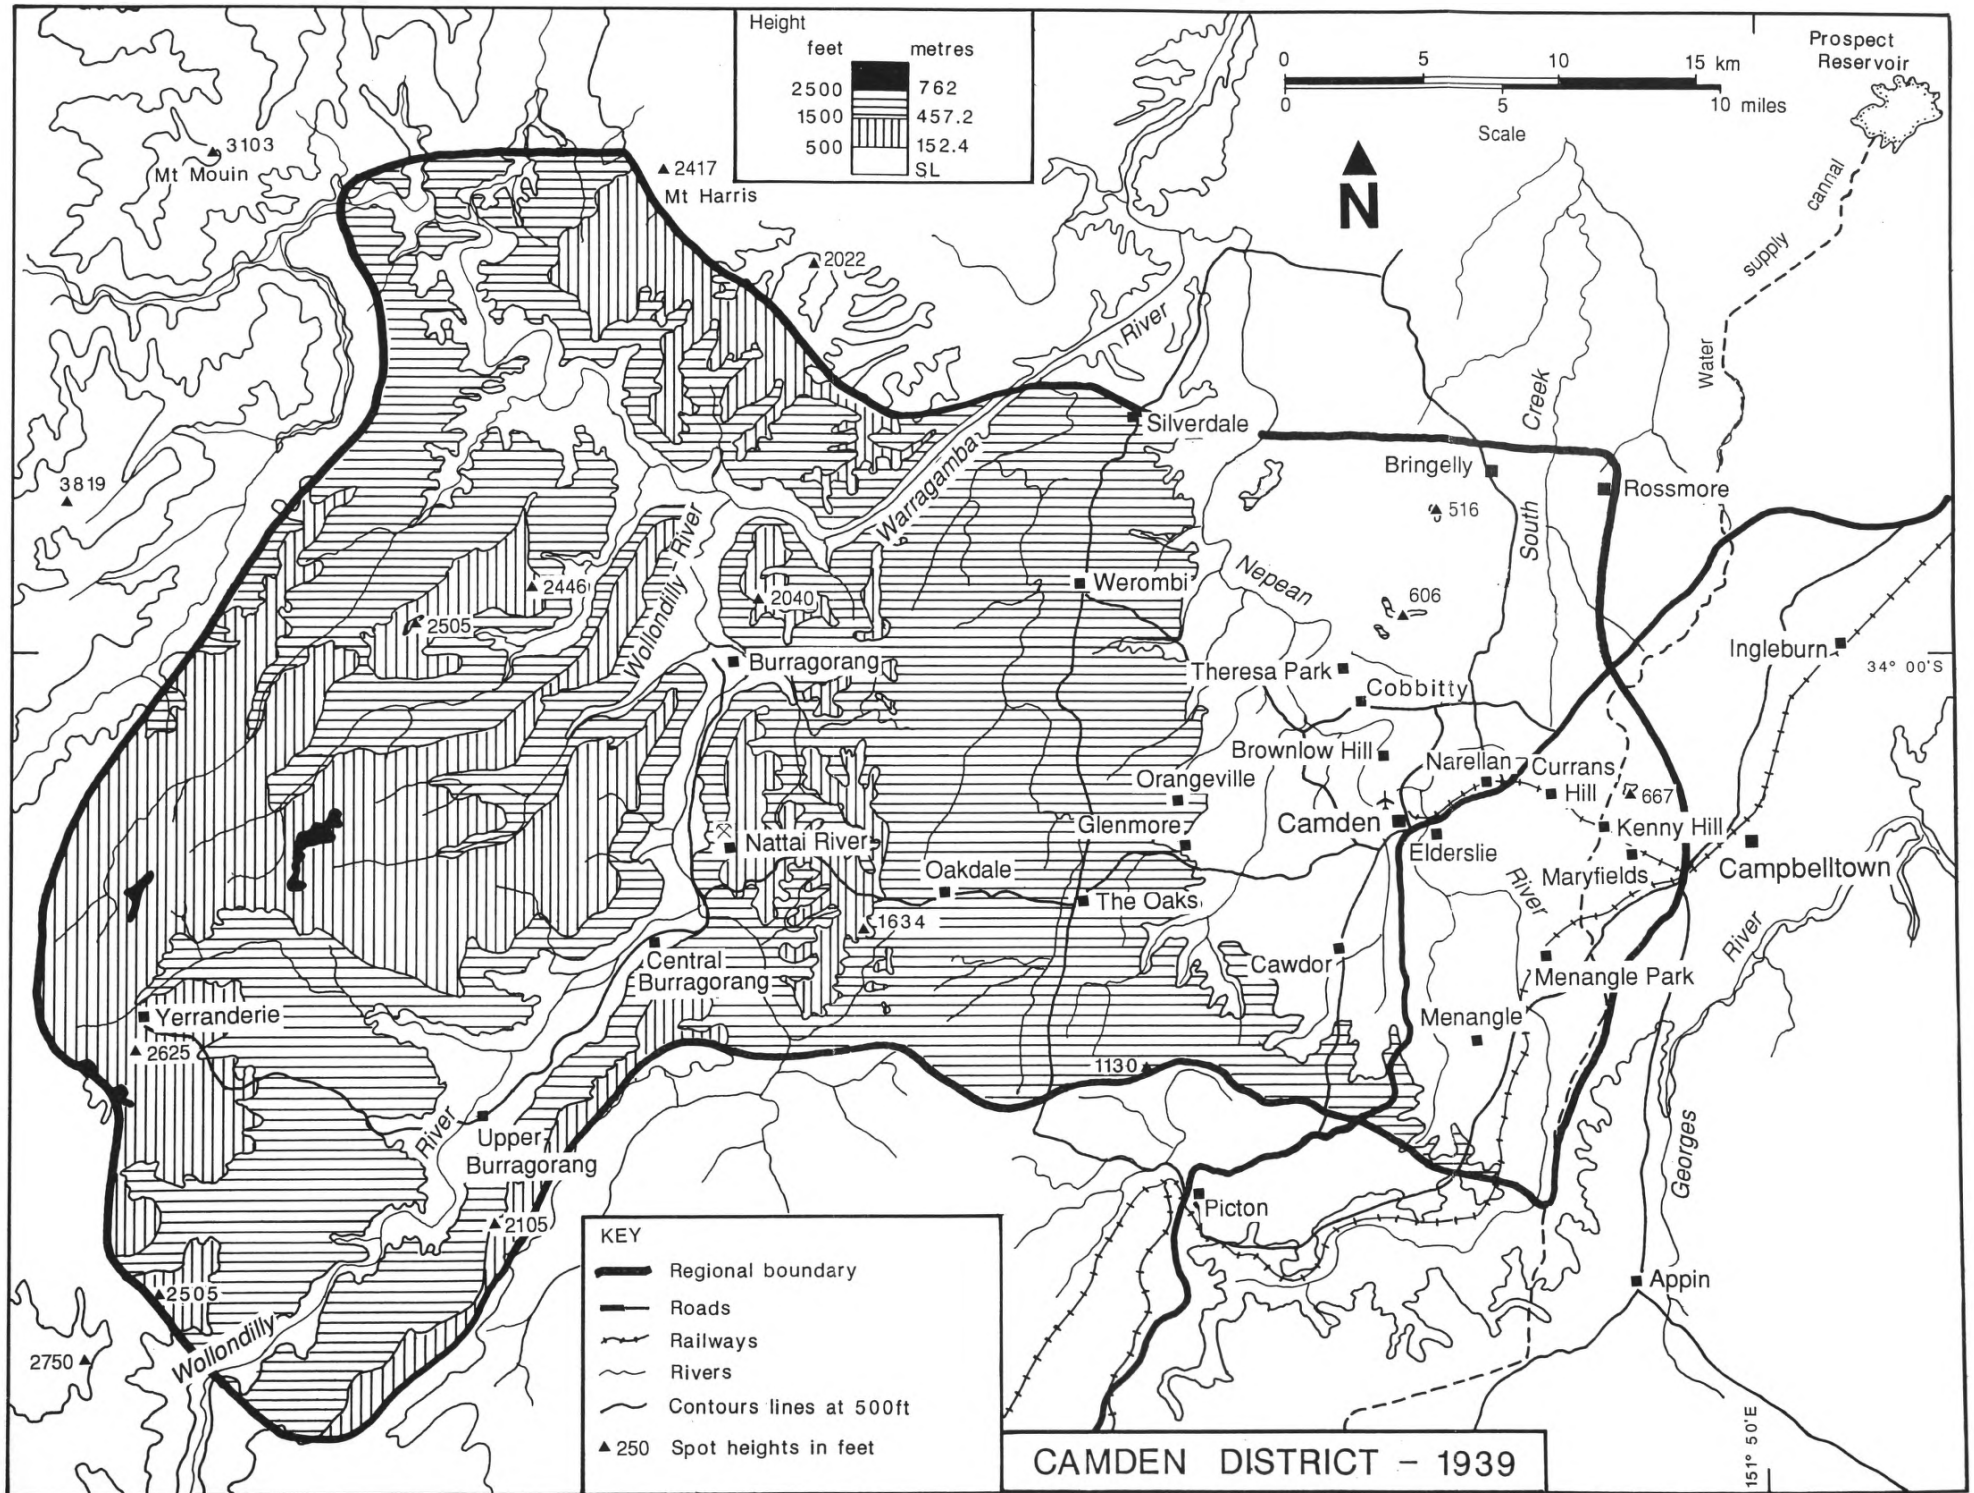 Height
feet metres
2500 762
1500 457.2
500 152.4
SL
0 5 10 15 km
0 5 10 miles
Scale
N
Prospect
Reservoir
Water supply cannal
3103
Mt Mouin
2417
Mt Harris
2022
River
Warragamba
Silverdale
Bringelly
Rossmore
Creek
South
516
3819
Wollondilly River
2446
2505
2040
Werombi
Nepean
606
Ingleburn
34° 00'S
Burragorang
Theresa Park
Cobbitty
Brownlow Hill
Narellan
Currans
Hill
667
Orangeville
Camden
Glenmore
Kenny Hill
Elderslie
Maryfields
Campbelltown
Nattai River
Oakdale
The Oaks
River
1634
Central
Burragorang
Cawdor
Menangle Park
River
Yerranderie
2625
Menangle
1130
River
Upper
Burragorang
Georges
2105
Picton
Appin
2505
Wollondilly
2750
KEY
Regional boundary
Roads
Railways
Rivers
Contours lines at 500ft
250 Spot heights in feet
CAMDEN DISTRICT – 1939
151° 50'E